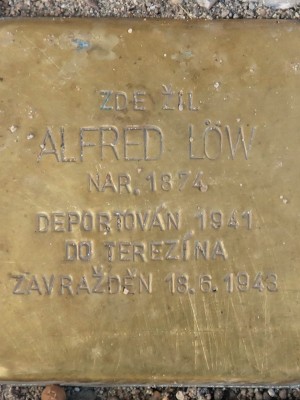 ZDE ŽIL
ALFRED LÖW
NAR. 1874
DEPORTOVÁN 1941
DO TEREZÍNA
ZAVRAŽDĚN 18.6.1943